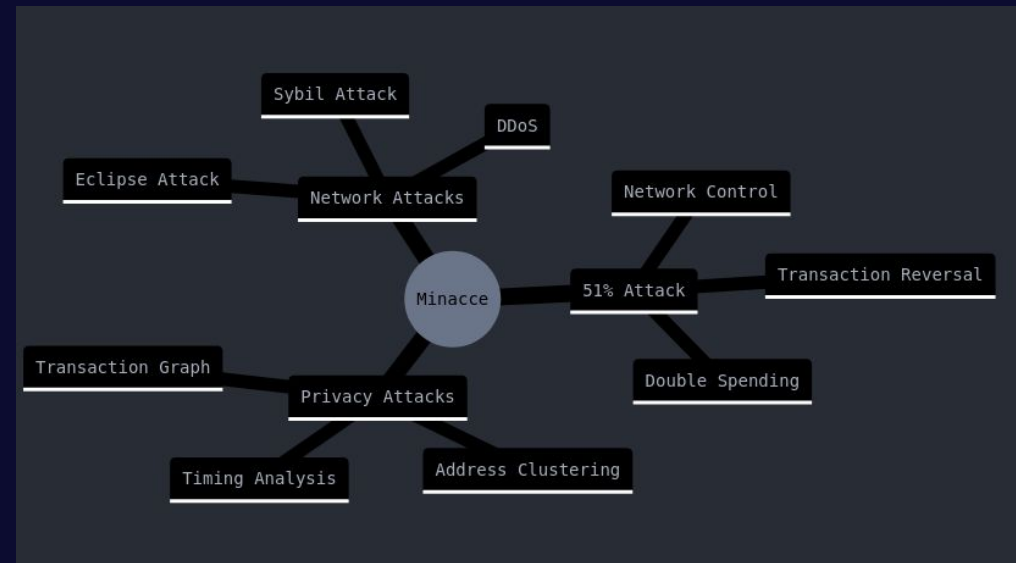 Sybil Attack
DDoS
Eclipse Attack
Network Attacks
Network Control
Transaction Reversal
51% Attack
Minacce
Double Spending
Transaction Graph
Privacy Attacks
Timing Analysis
Address Clustering